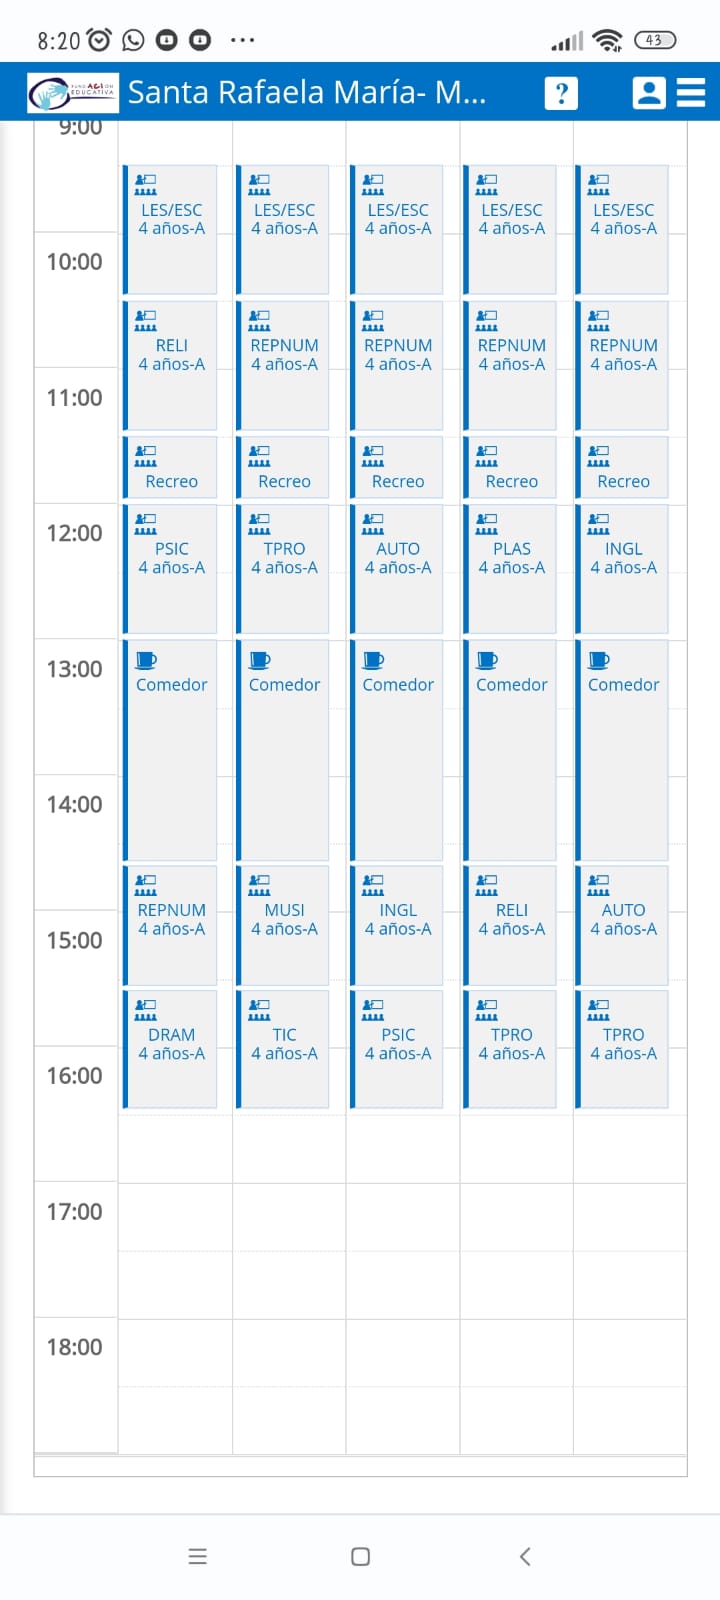 8:20 43
FUNDACIÓN
EDUCATIVA
Santa Rafaela María- M... ?
9:00
LES/ESC LES/ESC LES/ESC LES/ESC LES/ESC
4 años-A 4 años-A 4 años-A 4 años-A 4 años-A
10:00
RELI REPNUM REPNUM REPNUM REPNUM
4 años-A 4 años-A 4 años-A 4 años-A 4 años-A
11:00
Recreo Recreo Recreo Recreo Recreo
12:00
PSIC TPRO AUTO PLAS INGL
4 años-A 4 años-A 4 años-A 4 años-A 4 años-A
13:00
Comedor Comedor Comedor Comedor Comedor
14:00
REPNUM MUSI INGL RELI AUTO
4 años-A 4 años-A 4 años-A 4 años-A 4 años-A
15:00
DRAM TIC PSIC TPRO TPRO
4 años-A 4 años-A 4 años-A 4 años-A 4 años-A
16:00
17:00
18:00